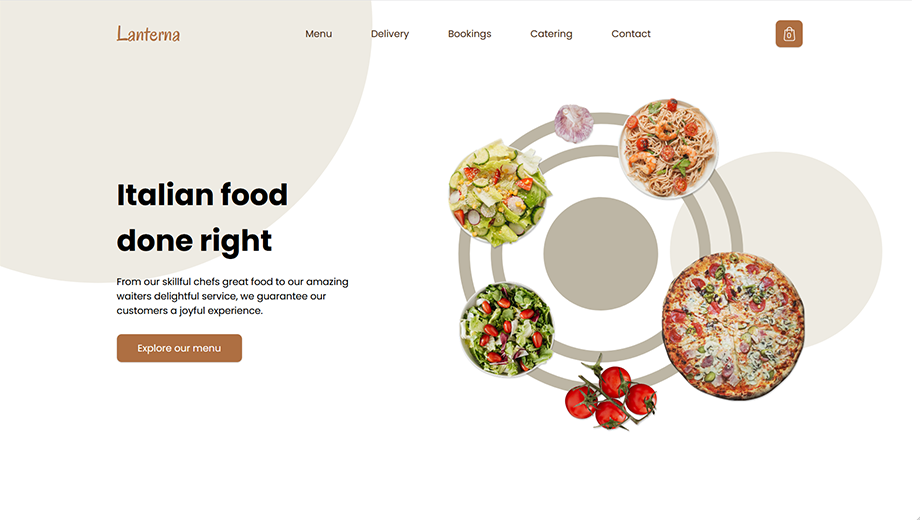 Lanterna
Menu
Delivery
Bookings
Catering
Contact
0
Italian food
done right
From our skillful chefs great food to our amazing
waiters delightful service, we guarantee our
customers a joyful experience.
Explore our menu